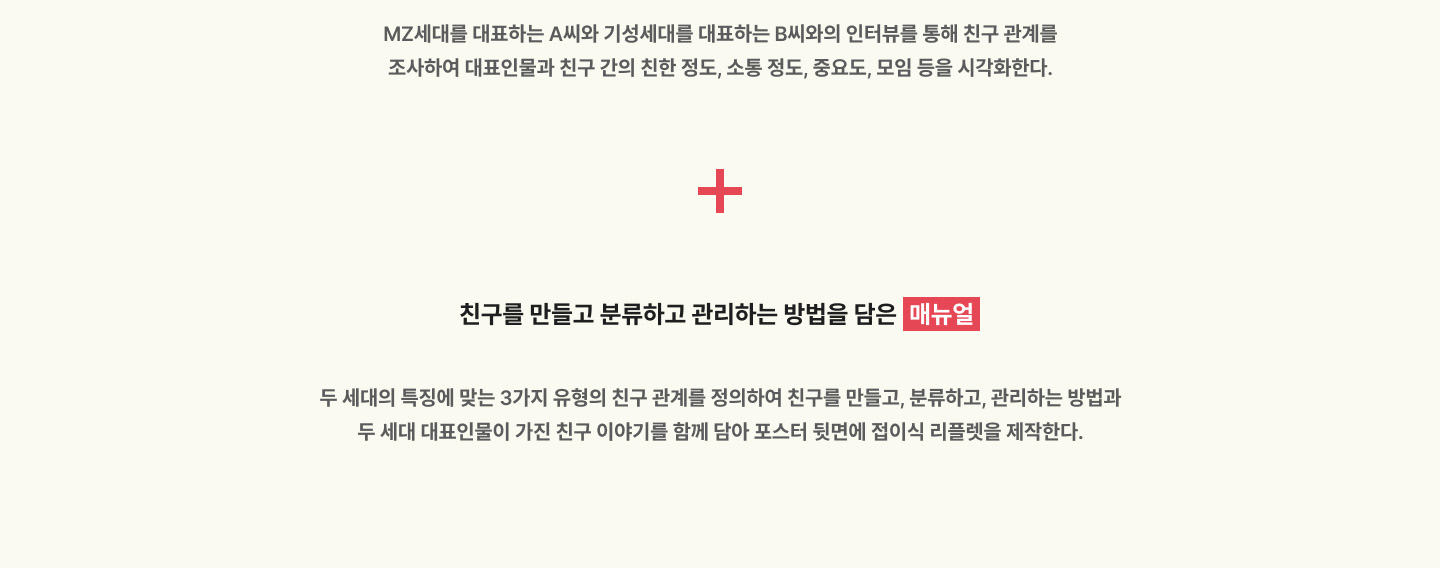 MZ세대를 대표하는 A씨와 기성세대를 대표하는 B씨와의 인터뷰를 통해 친구 관계를
조사하여 대표인물과 친구 간의 친한 정도, 소통 정도, 중요도, 모임 등을 시각화한다.
친구를 만들고 분류하고 관리하는 방법을 담은 매뉴얼
두 세대의 특징에 맞는 3가지 유형의 친구 관계를 정의하여 친구를 만들고, 분류하고, 관리하는 방법과
두 세대 대표인물이 가진 친구 이야기를 함께 담아 포스터 뒷면에 접이식 리플렛을 제작한다.